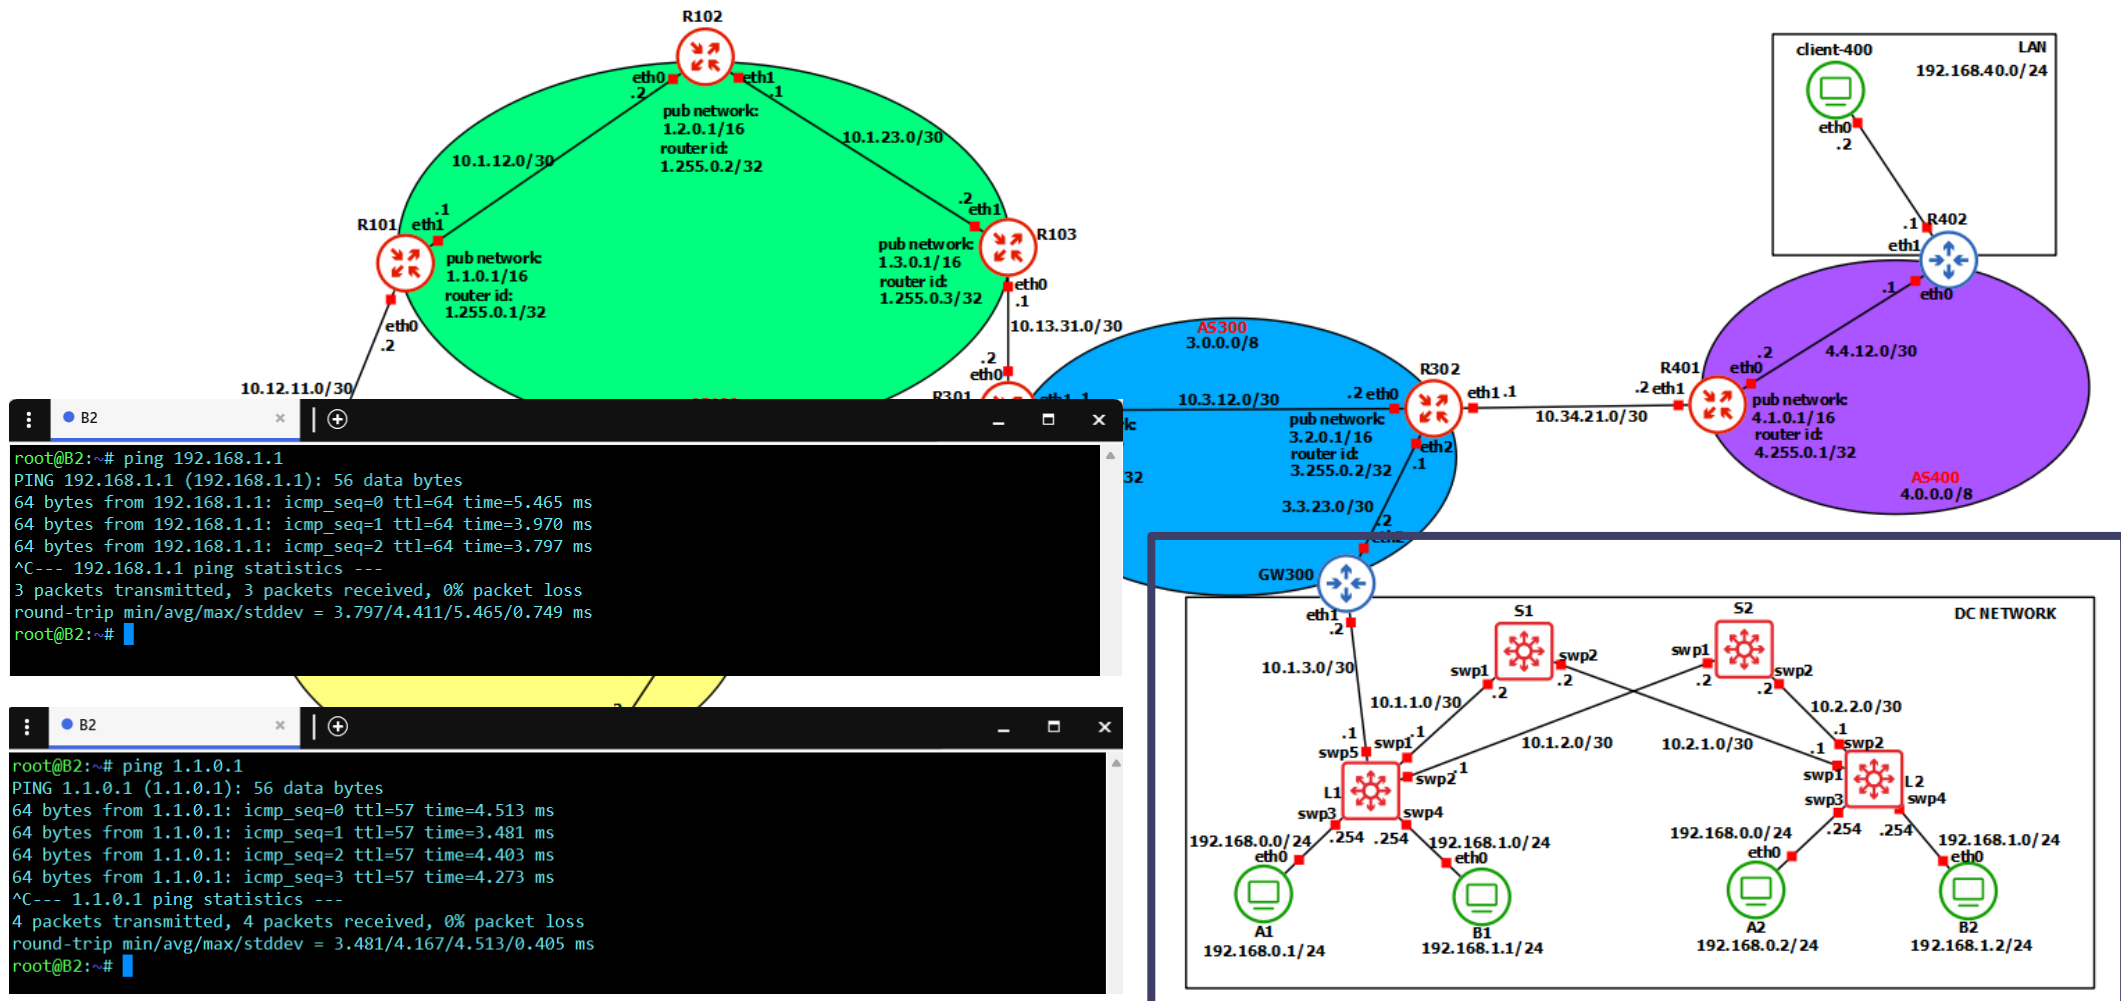 R102
eth0
.2
eth1
.1
pub network:
1.2.0.1/16
router id:
1.255.0.2/32
10.1.12.0/30
10.1.23.0/30
R101
.1
eth1
pub network:
1.1.0.1/16
router id:
1.255.0.1/32
eth0
.2
10.12.11.0/30
.2
eth1
R103
pub network:
1.3.0.1/16
router id:
1.255.0.3/32
eth0
.1
10.13.31.0/30
.2
eth0
R301
AS300
3.0.0.0/8
10.3.12.0/30
.2 eth0
R302
eth1 .1
pub network:
3.2.0.1/16
router id:
3.255.0.2/32
eth2
.1
32
3.3.23.0/30
.2
10.34.21.0/30
.2 eth1
R401
eth0
.2
pub network:
4.1.0.1/16
router id:
4.255.0.1/32
4.4.12.0/30
AS400
4.0.0.0/8
client-400
LAN
192.168.40.0/24
eth0
.2
.1
R402
eth1
.1
eth0
B2
root@B2:~# ping 192.168.1.1
PING 192.168.1.1 (192.168.1.1): 56 data bytes
64 bytes from 192.168.1.1: icmp_seq=0 ttl=64 time=5.465 ms
64 bytes from 192.168.1.1: icmp_seq=1 ttl=64 time=3.970 ms
64 bytes from 192.168.1.1: icmp_seq=2 ttl=64 time=3.797 ms
^C--- 192.168.1.1 ping statistics ---
3 packets transmitted, 3 packets received, 0% packet loss
round-trip min/avg/max/stddev = 3.797/4.411/5.465/0.749 ms
root@B2:~#
B2
root@B2:~# ping 1.1.0.1
PING 1.1.0.1 (1.1.0.1): 56 data bytes
64 bytes from 1.1.0.1: icmp_seq=0 ttl=57 time=4.513 ms
64 bytes from 1.1.0.1: icmp_seq=1 ttl=57 time=3.481 ms
64 bytes from 1.1.0.1: icmp_seq=2 ttl=57 time=4.403 ms
64 bytes from 1.1.0.1: icmp_seq=3 ttl=57 time=4.273 ms
^C--- 1.1.0.1 ping statistics ---
4 packets transmitted, 4 packets received, 0% packet loss
round-trip min/avg/max/stddev = 3.481/4.167/4.513/0.405 ms
root@B2:~#
GW300
eth1
.2
DC NETWORK
10.1.3.0/30
S1
swp1
.2
swp2
.2
S2
swp1
.2
swp2
.2
10.1.1.0/30
10.1.2.0/30
10.2.1.0/30
10.2.2.0/30
.1
swp5
swp1
.1
swp2
.1
L1
swp3
.254
swp4
.254
.1
swp2
.1
swp1
L2
swp3
.254
swp4
.254
192.168.0.0/24
eth0
A1
192.168.0.1/24
192.168.1.0/24
eth0
B1
192.168.1.1/24
192.168.0.0/24
eth0
A2
192.168.0.2/24
192.168.1.0/24
eth0
B2
192.168.1.2/24